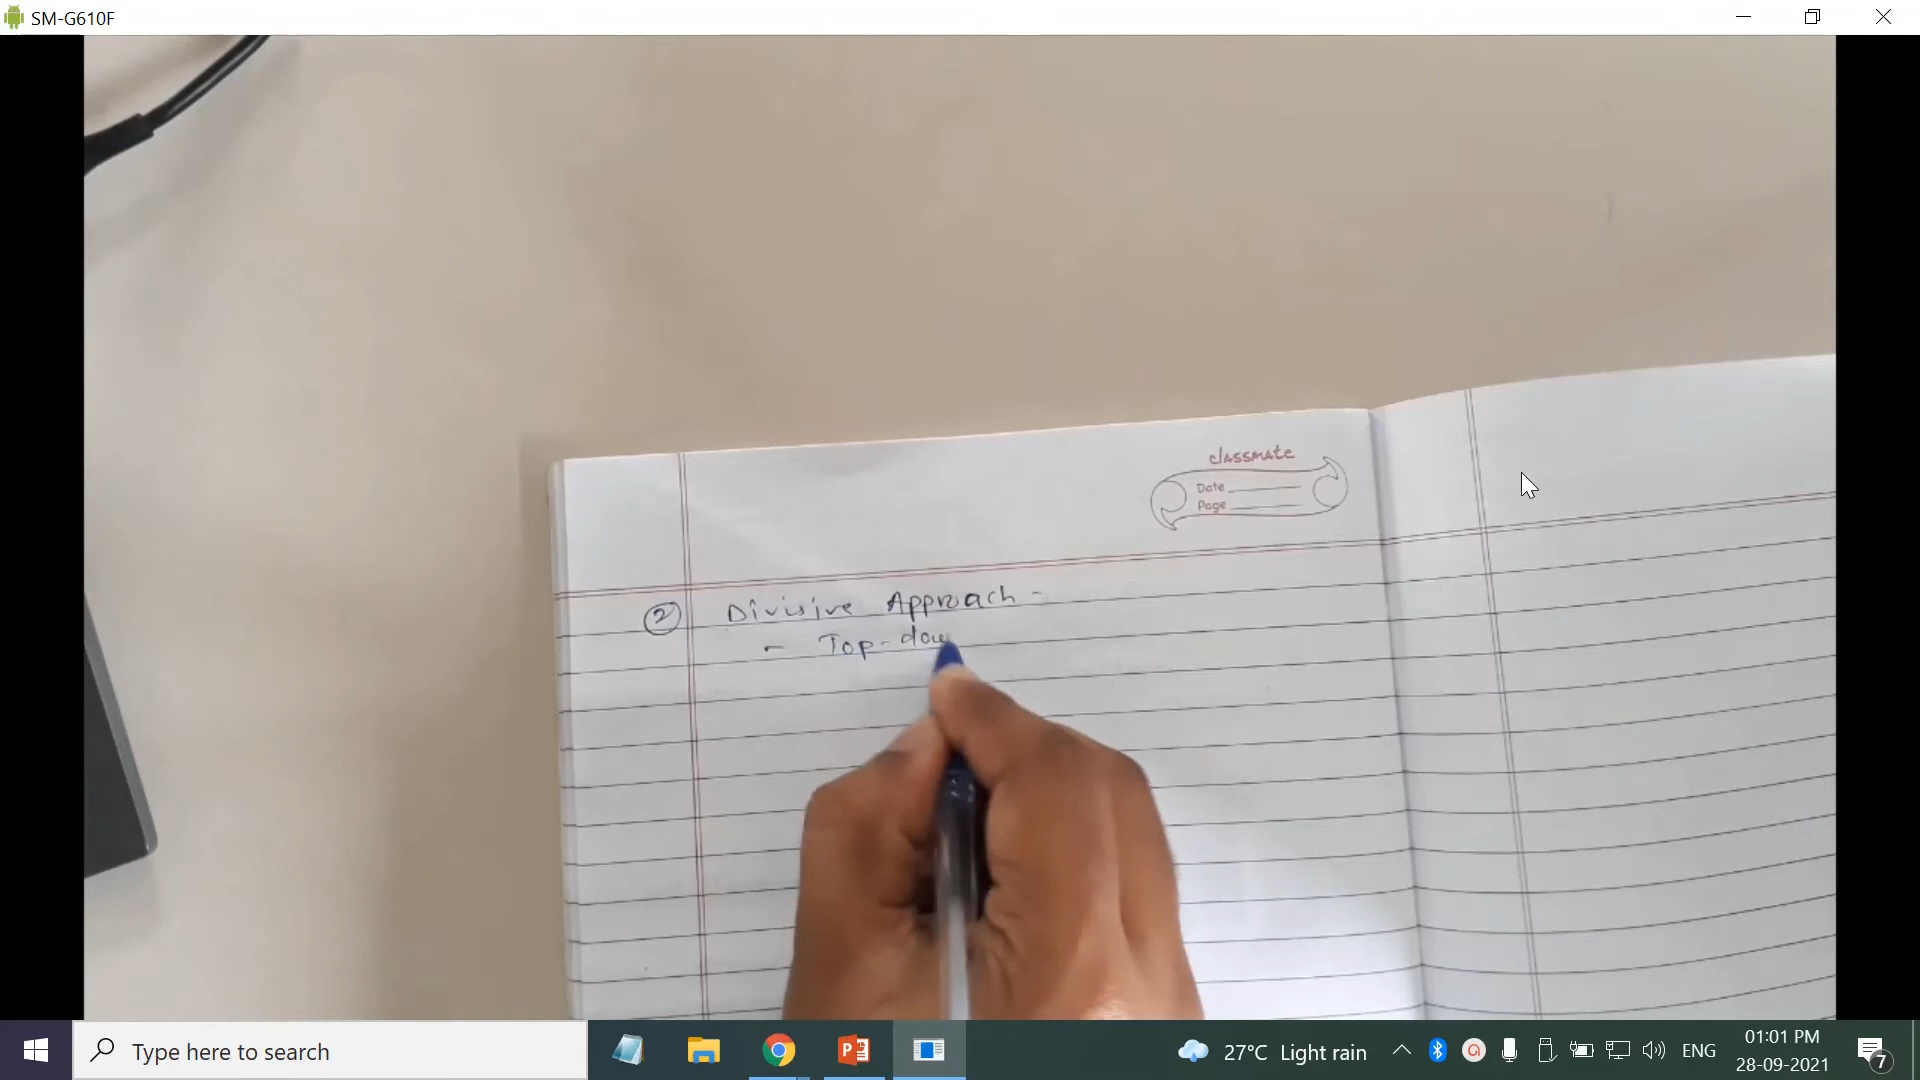 SM-G610F
classmate
Date
Page
② Divisive Approach -
- Top-dow
Type here to search
27°C Light rain
ENG
01:01 PM
28-09-2021
7